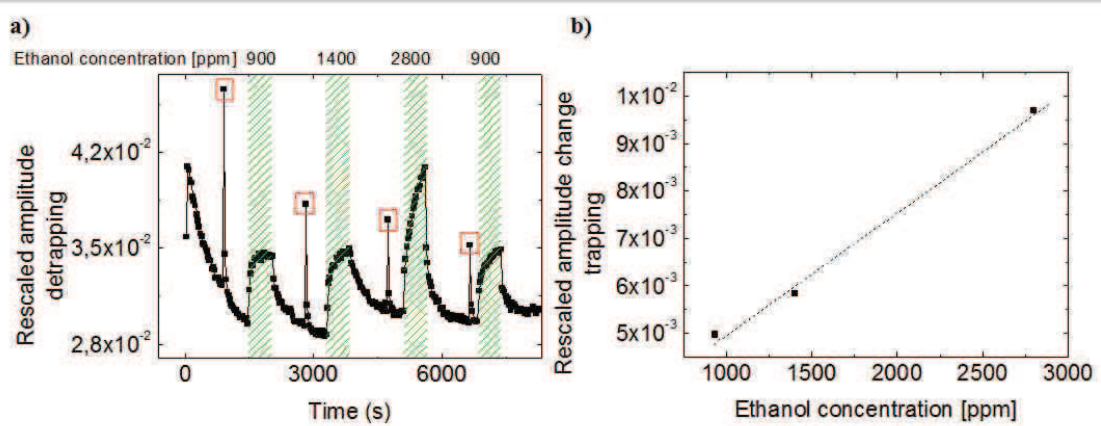 a)
Ethanol concentration [ppm] 900 1400 2800 900
Rescaled amplitude
detrapping
4,2x10⁻²
3,5x10⁻²
2,8x10⁻²
0 3000 6000
Time (s)
b)
Rescaled amplitude change
trapping
1x10⁻²
9x10⁻³
8x10⁻³
7x10⁻³
6x10⁻³
5x10⁻³
1000 1500 2000 2500 3000
Ethanol concentration [ppm]